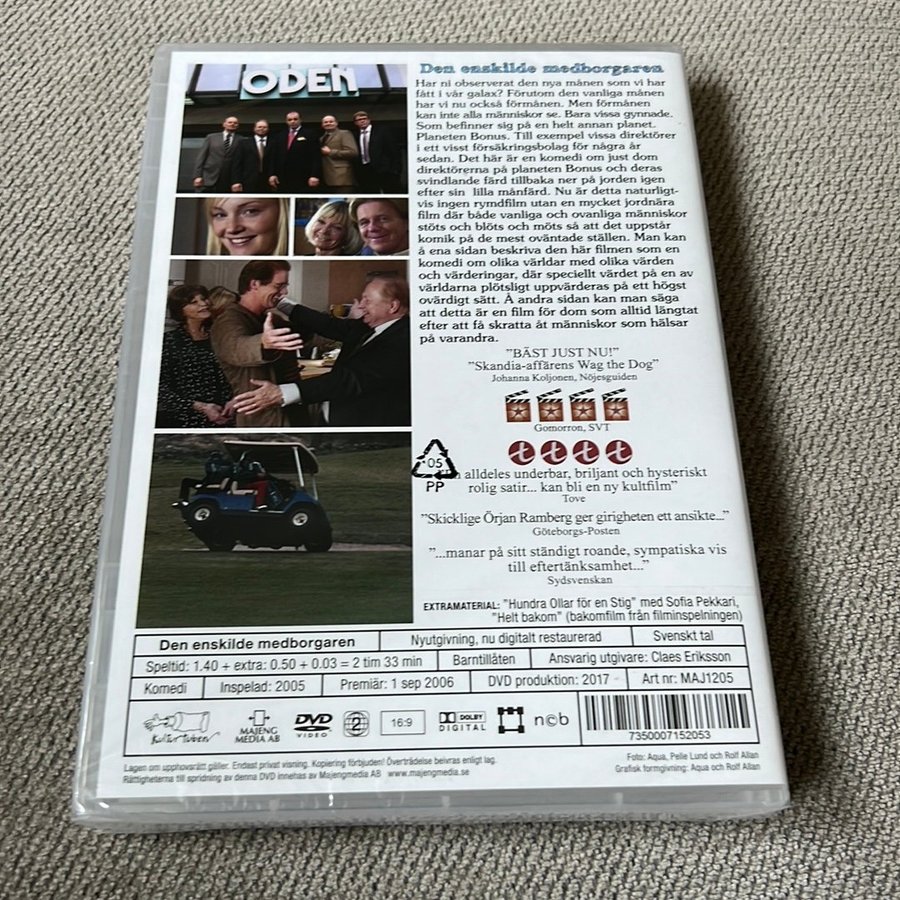 ODEN
Den enskilde medborgaren
Har ni observerat den nya månen som vi har
fått i vår galax? Förutom den vanliga månen
har vi nu också förmånen. Men förmånen
kan inte alla människor se. Bara vissa gynnade.
Som befinner sig på en helt annan planet.
Planeten Bonus. Till exempel vissa direktörer
i ett visst försäkringsbolag för några år
sedan. Det här är en komedi om just dom
direktörerna på planeten Bonus och deras
svindlande färd tillbaka ner på jorden igen
efter sin lilla månfärd. Nu är detta naturligt-
vis ingen rymdfilm utan en mycket jordnära
film där både vanliga och ovanliga människor
stöts och blöts och möts så att det uppstår
komik på de mest oväntade ställen. Man kan
å ena sidan beskriva den här filmen som en
komedi om olika världar med olika värden
och värderingar, där speciellt värdet på en av
världarna plötsligt uppvärderas på ett högst
ovärdigt sätt. Å andra sidan kan man säga
att detta är en film för dom som alltid längtat
efter att få skratta åt människor som hälsar
på varandra.
”BÄST JUST NU!”
”Skandia-affärens Wag the Dog”
Johanna Koljonen, Nöjesguiden
Gomorron, SVT
t t t t
05
PP
alldeles underbar, briljant och hysteriskt
rolig satir... kan bli en ny kultfilm”
Tove
”Skicklige Örjan Ramberg ger girigheten ett ansikte...”
Göteborgs-Posten
”...manar på sitt ständigt roande, sympatiska vis
till eftertänksamhet...”
Sydsvenskan
EXTRAMATERIAL: "Hundra Ollar för en Stig" med Sofia Pekkari,
"Helt bakom" (bakomfilm från filminspelningen)
Den enskilde medborgaren Nyutgivning, nu digitalt restaurerad Svenskt tal
Speltid: 1.40 + extra: 0.50 + 0.03 = 2 tim 33 min Barntillåten Ansvarig utgivare: Claes Eriksson
Komedi Inspelad: 2005 Premiär: 1 sep 2006 DVD produktion: 2017 Art nr: MAJ1205
Kulturtuben
MAJENG
MEDIA AB
DVD
VIDEO
2
16:9
DOLBY
DIGITAL
ncb
7350007152053
Lagen om upphovsrätt gäller. Endast privat visning. Kopiering förbjuden! Överträdelse beivras enligt lag.
Rättigheterna till spridning av denna DVD innehas av Majengmedia AB www.majengmedia.se
Foto: Aqua, Pelle Lund och Rolf Allan
Grafisk formgivning: Aqua och Rolf Allan